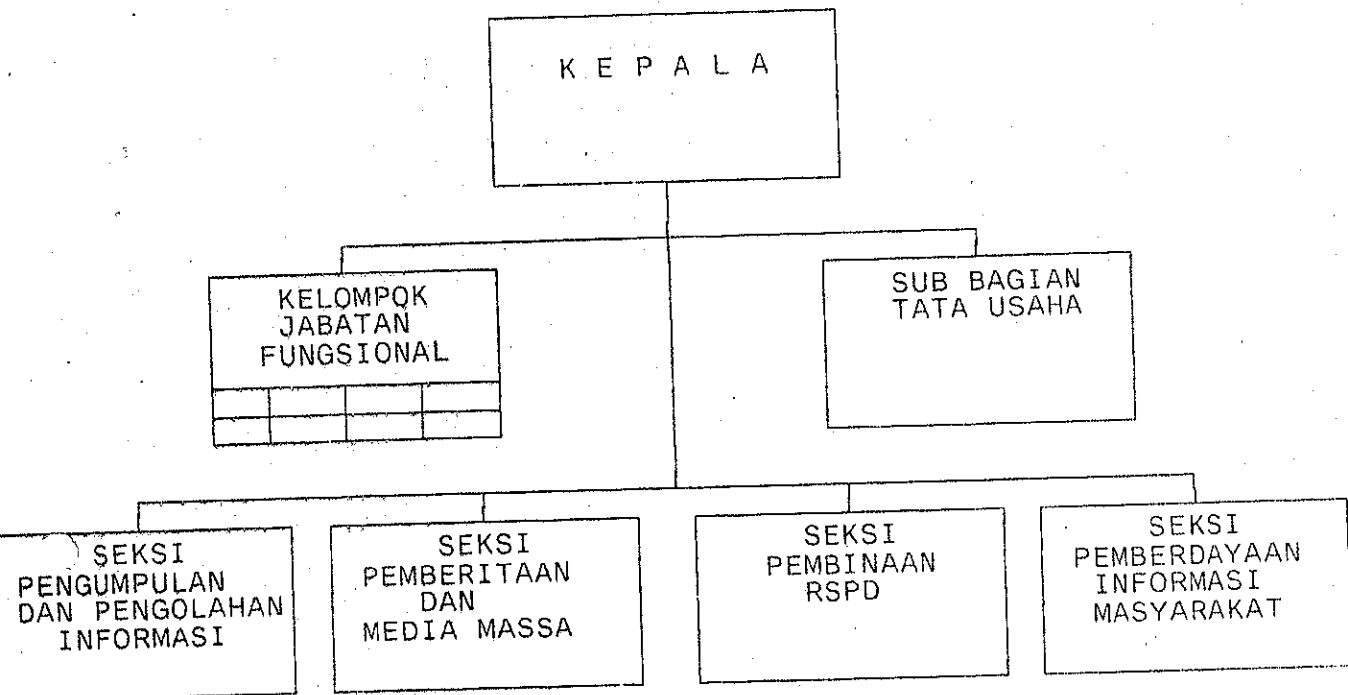 K E P A L A
KELOMPOK
JABATAN
FUNGSIONAL
SUB BAGIAN
TATA USAHA
SEKSI
PENGUMPULAN
DAN PENGOLAHAN
INFORMASI
SEKSI
PEMBERITAAN
DAN
MEDIA MASSA
SEKSI
PEMBINAAN
RSPD
SEKSI
PEMBERDAYAAN
INFORMASI
MASYARAKAT